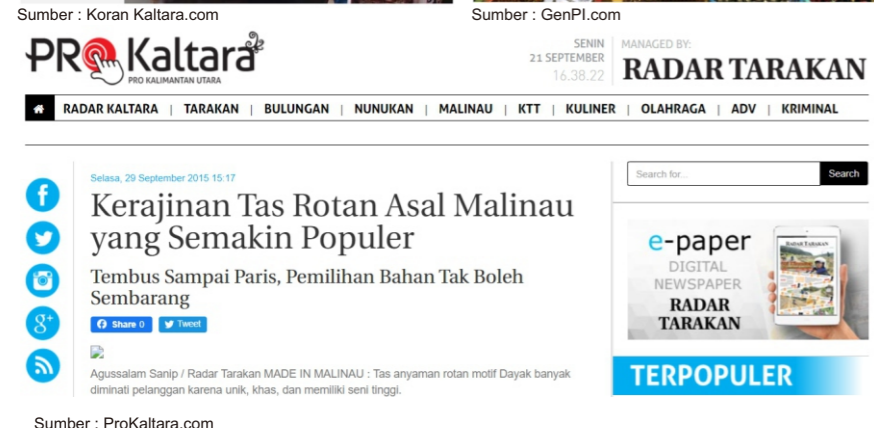 Sumber : Koran Kaltara.com
Sumber : GenPI.com
PRO Kaltara
PRO KALIMANTAN UTARA
SENIN
21 SEPTEMBER
16.38.22
MANAGED BY:
RADAR TARAKAN
RADAR KALTARA | TARAKAN | BULUNGAN | NUNUKAN | MALINAU | KTT | KULINER | OLAHRAGA | ADV | KRIMINAL
Selasa, 29 September 2015 15:17
Kerajinan Tas Rotan Asal Malinau
yang Semakin Populer
Tembus Sampai Paris, Pemilihan Bahan Tak Boleh
Sembarang
Share 0
Tweet
Agussalam Sanip / Radar Tarakan MADE IN MALINAU : Tas anyaman rotan motif Dayak banyak
diminati pelanggan karena unik, khas, dan memiliki seni tinggi.
Search for...
Search
e-paper
DIGITAL
NEWSPAPER
RADAR
TARAKAN
RADAR TARAKAN
TERPOPULER
Sumber : ProKaltara.com